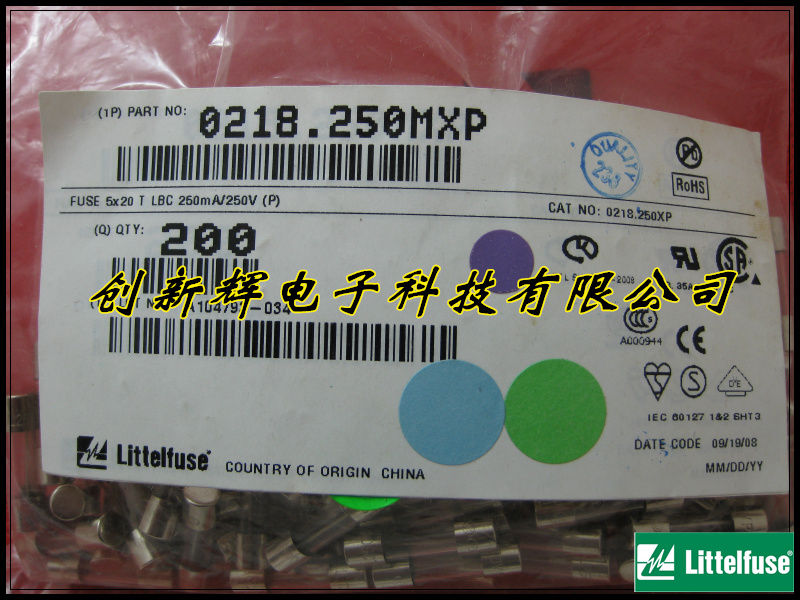 (1P) PART NO: 0218.250MXP
QUALITY
230
Pb
RoHS
FUSE 5x20 T LBC 250mA/250V (P)
CAT NO: 0218.250XP
(Q) QTY: 200
创新辉电子科技有限公司
A000944
IEC 60127 1&2 SHT3
DATE CODE 09/19/08
MM/DD/YY
Littelfuse®
COUNTRY OF ORIGIN CHINA
Littelfuse®